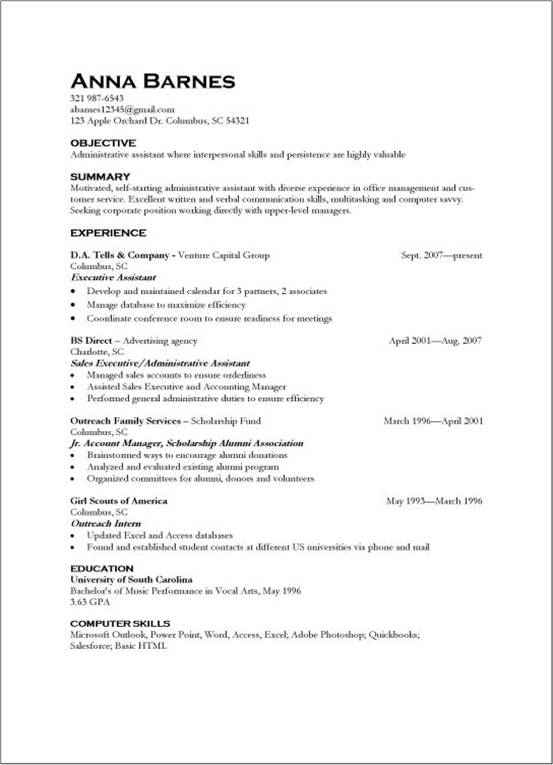 ANNA BARNES
321 987-6543
abarnes12345@gmail.com
123 Apple Orchard Dr. Columbus, SC 54321
OBJECTIVE
Administrative assistant where interpersonal skills and persistence are highly valuable
SUMMARY
Motivated, self-starting administrative assistant with diverse experience in office management and cus-
tomer service. Excellent written and verbal communication skills, multitasking and computer savvy.
Seeking corporate position working directly with upper-level managers.
EXPERIENCE
D.A. Tells & Company - Venture Capital Group Sept. 2007—present
Columbus, SC
Executive Assistant
• Develop and maintained calendar for 3 partners, 2 associates
• Manage database to maximize efficiency
• Coordinate conference room to ensure readiness for meetings
BS Direct – Advertising agency April 2001—Aug. 2007
Charlotte, SC
Sales Executive/Administrative Assistant
• Managed sales accounts to ensure orderliness
• Assisted Sales Executive and Accounting Manager
• Performed general administrative duties to ensure efficiency
Outreach Family Services – Scholarship Fund March 1996—April 2001
Columbus, SC
Jr. Account Manager, Scholarship Alumni Association
• Brainstormed ways to encourage alumni donations
• Analyzed and evaluated existing alumni program
• Organized committees for alumni, donors and volunteers
Girl Scouts of America May 1993—March 1996
Columbus, SC
Outreach Intern
• Updated Excel and Access databases
• Found and established student contacts at different US universities via phone and mail
EDUCATION
University of South Carolina
Bachelor's of Music Performance in Vocal Arts, May 1996
3.63 GPA
COMPUTER SKILLS
Microsoft Outlook, Power Point, Word, Access, Excel; Adobe Photoshop; Quickbooks;
Salesforce; Basic HTML